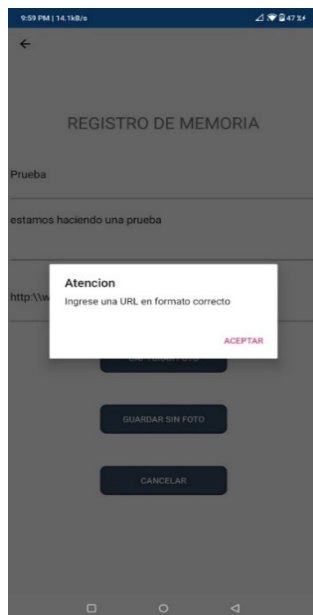 9:59 PM | 14.1kB/s 47%
REGISTRO DE MEMORIA
Prueba
estamos haciendo una prueba
Atencion
Ingrese una URL en formato correcto
http:\\w
ACEPTAR
GUARDAR SIN FOTO
CANCELAR